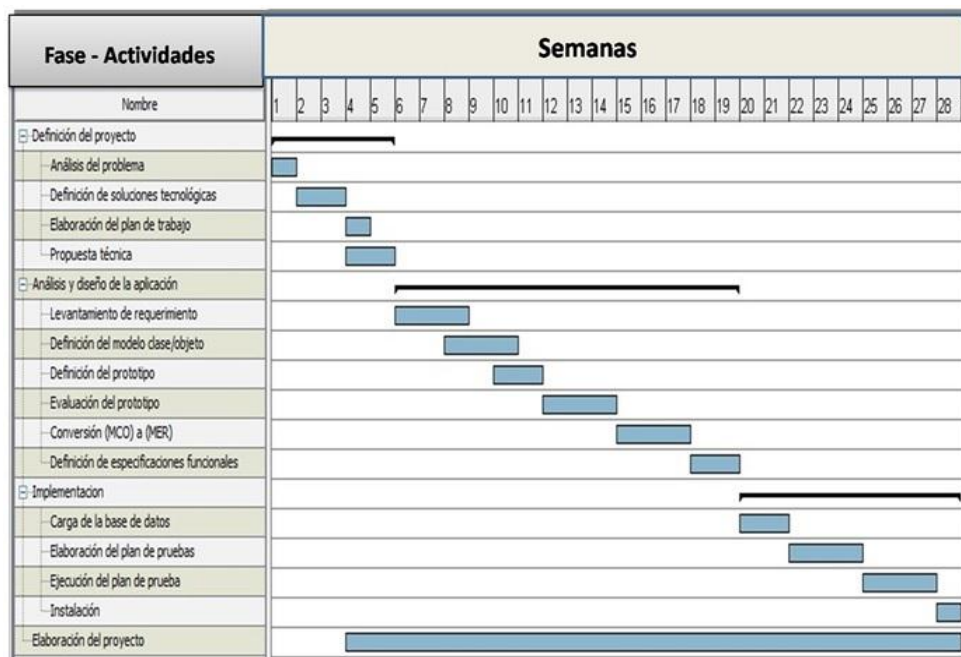 Fase - Actividades
Semanas
Nombre
1 2 3 4 5 6 7 8 9 10 11 12 13 14 15 16 17 18 19 20 21 22 23 24 25 26 27 28
Definición del proyecto
Análisis del problema
Definición de soluciones tecnológicas
Elaboración del plan de trabajo
Propuesta técnica
Análisis y diseño de la aplicación
Levantamiento de requerimiento
Definición del modelo clase/objeto
Definición del prototipo
Evaluación del prototipo
Conversión (MCO) a (MER)
Definición de especificaciones funcionales
Implementacion
Carga de la base de datos
Elaboración del plan de pruebas
Ejecución del plan de prueba
Instalación
Elaboración del proyecto